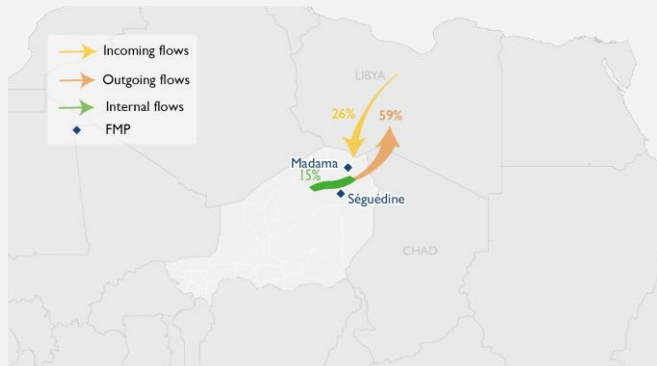 Incoming flows
Outgoing flows
Internal flows
FMP
LIBYA
26%
59%
Madama
15%
Séguédine
CHAD